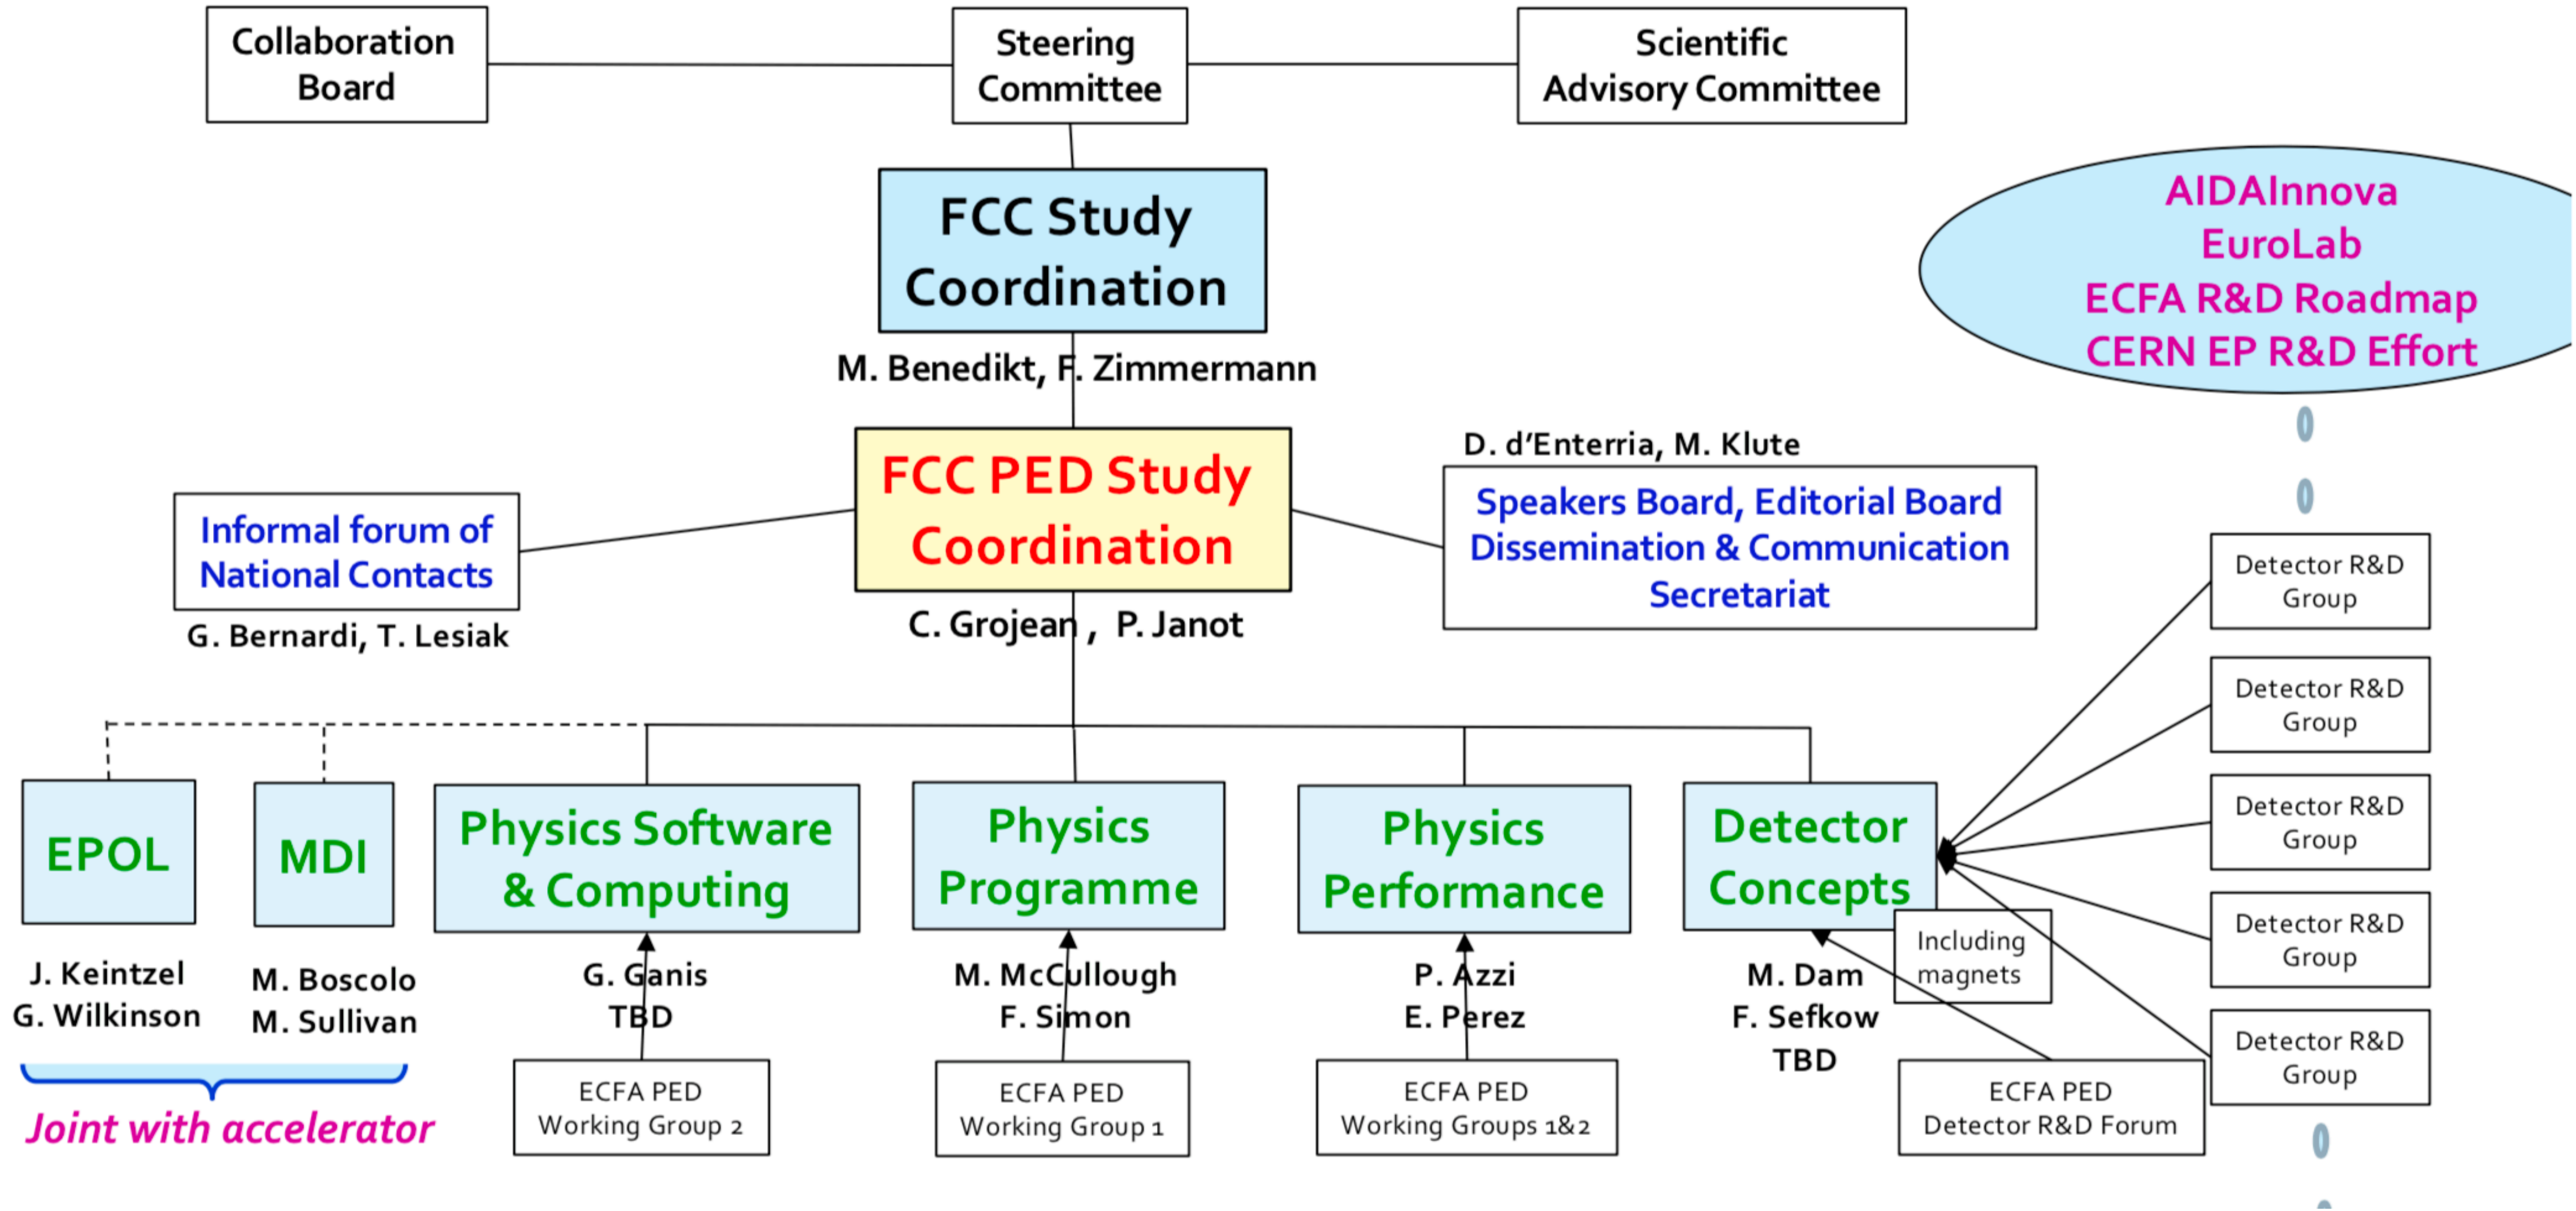 Collaboration
Board
Steering
Committee
Scientific
Advisory Committee
FCC Study
Coordination
M. Benedikt, F. Zimmermann
AIDAInnova
EuroLab
ECFA R&D Roadmap
CERN EP R&D Effort
FCC PED Study
Coordination
C. Grojean , P. Janot
Informal forum of
National Contacts
G. Bernardi, T. Lesiak
D. d’Enterria, M. Klute
Speakers Board, Editorial Board
Dissemination & Communication
Secretariat
Detector R&D
Group
Detector R&D
Group
Detector R&D
Group
Detector R&D
Group
Detector R&D
Group
EPOL
J. Keintzel
G. Wilkinson
MDI
M. Boscolo
M. Sullivan
Joint with accelerator
Physics Software
& Computing
G. Ganis
TBD
ECFA PED
Working Group 2
Physics
Programme
M. McCullough
F. Simon
ECFA PED
Working Group 1
Physics
Performance
P. Azzi
E. Perez
ECFA PED
Working Groups 1&2
Detector
Concepts
Including
magnets
M. Dam
F. Sefkow
TBD
ECFA PED
Detector R&D Forum